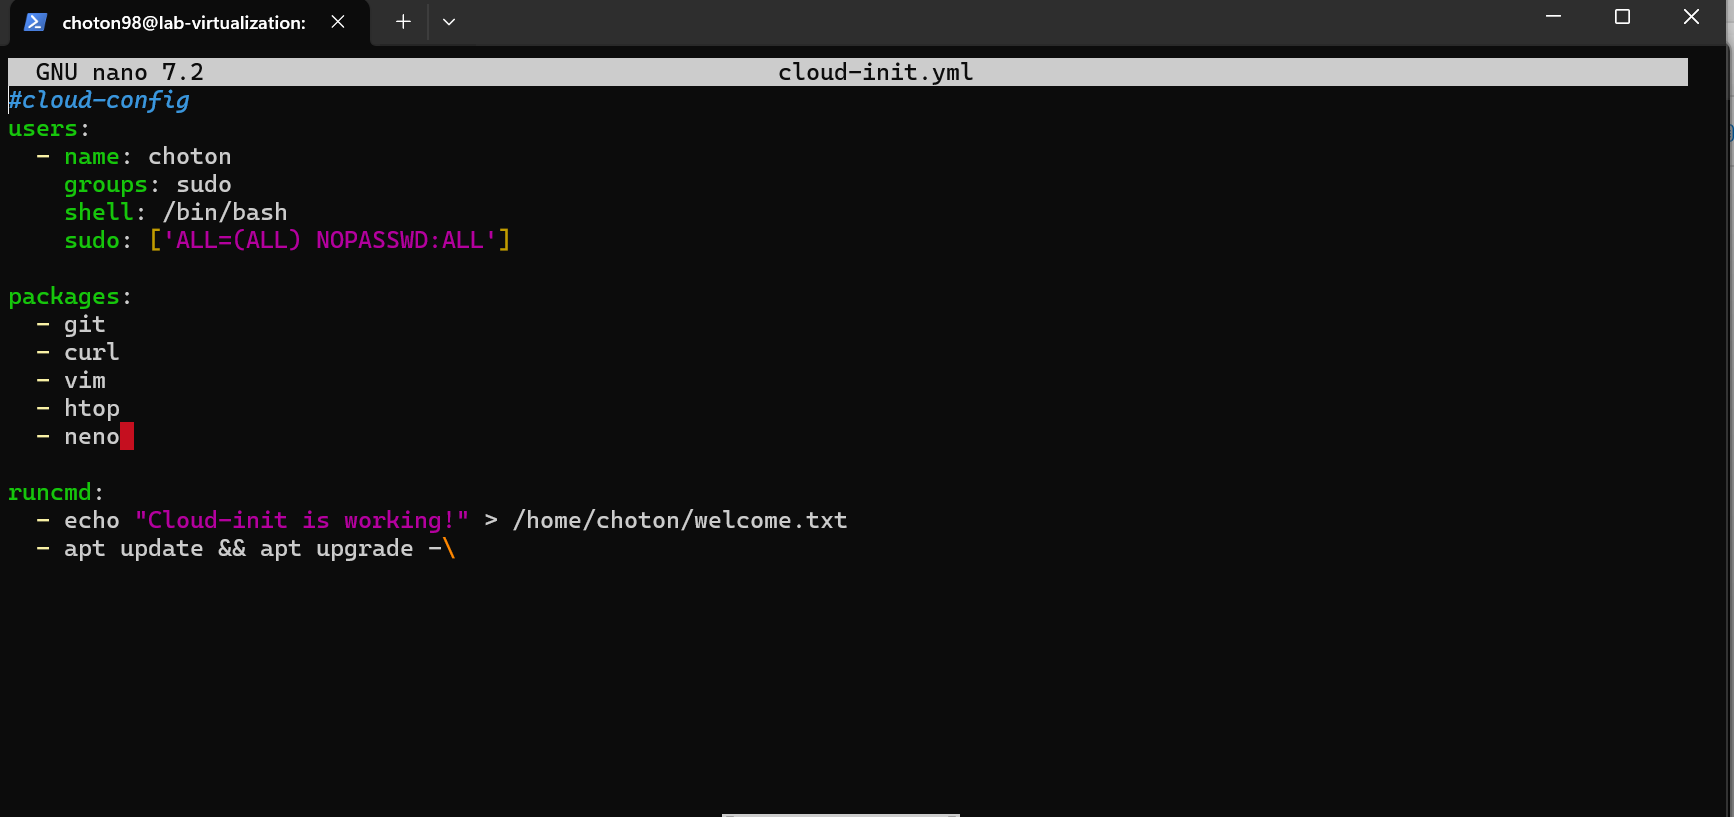 choton98@lab-virtualization:
GNU nano 7.2 cloud-init.yml
#cloud-config
users:
  - name: choton
    groups: sudo
    shell: /bin/bash
    sudo: ['ALL=(ALL) NOPASSWD:ALL']

packages:
  - git
  - curl
  - vim
  - htop
  - neno

runcmd:
  - echo "Cloud-init is working!" > /home/choton/welcome.txt
  - apt update && apt upgrade -\